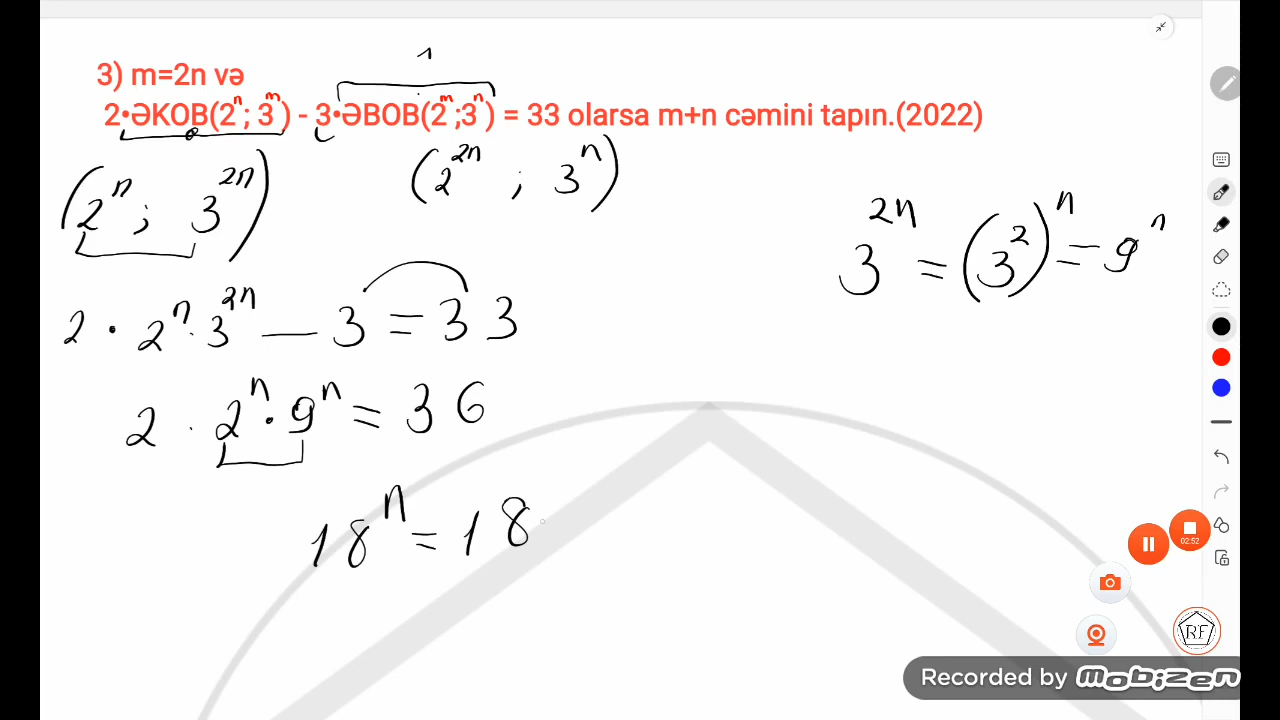 1
3) m=2n və
2•ƏKOB(2ⁿ; 3ᵐ) - 3•ƏBOB(2ᵐ;3ⁿ) = 33 olarsa m+n cəmini tapın.(2022)
(2ⁿ ; 3²ⁿ) (2²ⁿ ; 3ⁿ)
3²ⁿ = (3²)ⁿ = 9ⁿ
2 · 2ⁿ · 3²ⁿ — 3 = 33
2 · 2ⁿ · 9ⁿ = 36
18ⁿ = 18
02:52
RF
Recorded by Mobizen